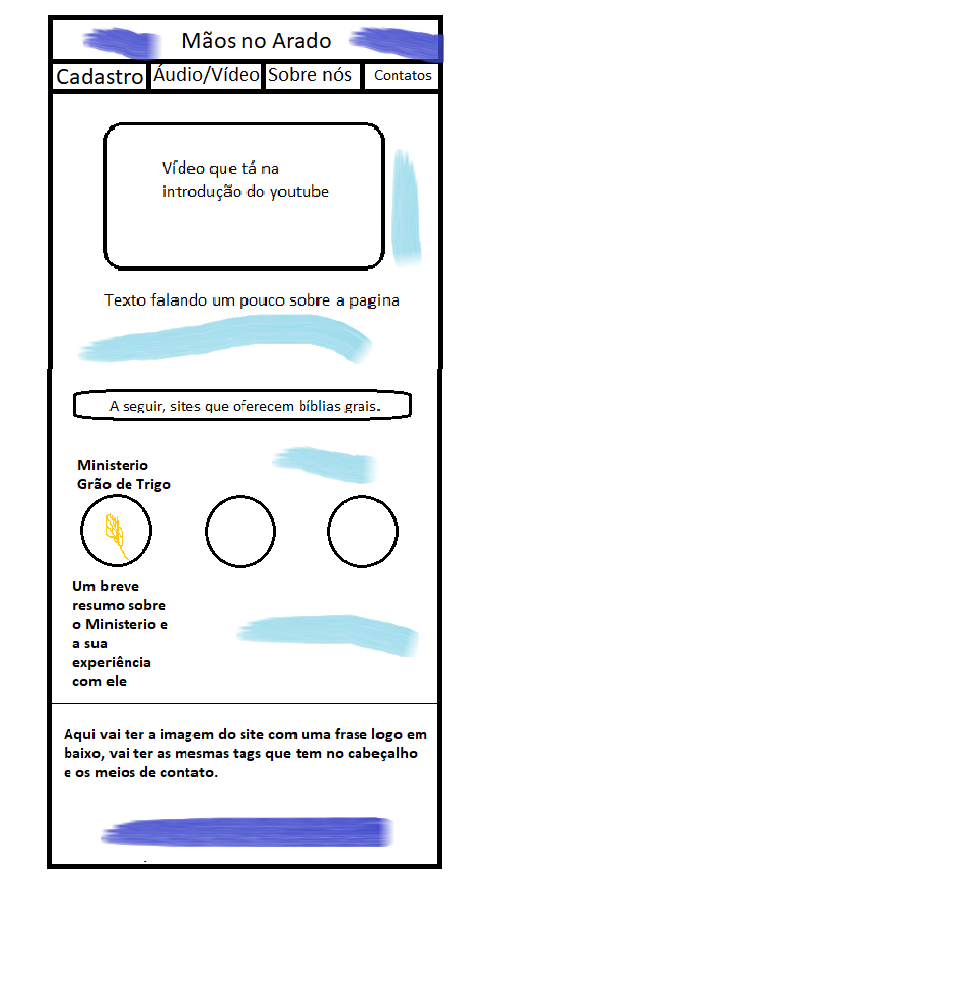 Mãos no Arado
Cadastro Áudio/Vídeo Sobre nós Contatos
Vídeo que tá na
introdução do youtube
Texto falando um pouco sobre a pagina
A seguir, sites que oferecem bíblias grais.
Ministerio
Grão de Trigo
Um breve
resumo sobre
o Ministerio e
a sua
experiência
com ele
Aqui vai ter a imagem do site com uma frase logo em
baixo, vai ter as mesmas tags que tem no cabeçalho
e os meios de contato.